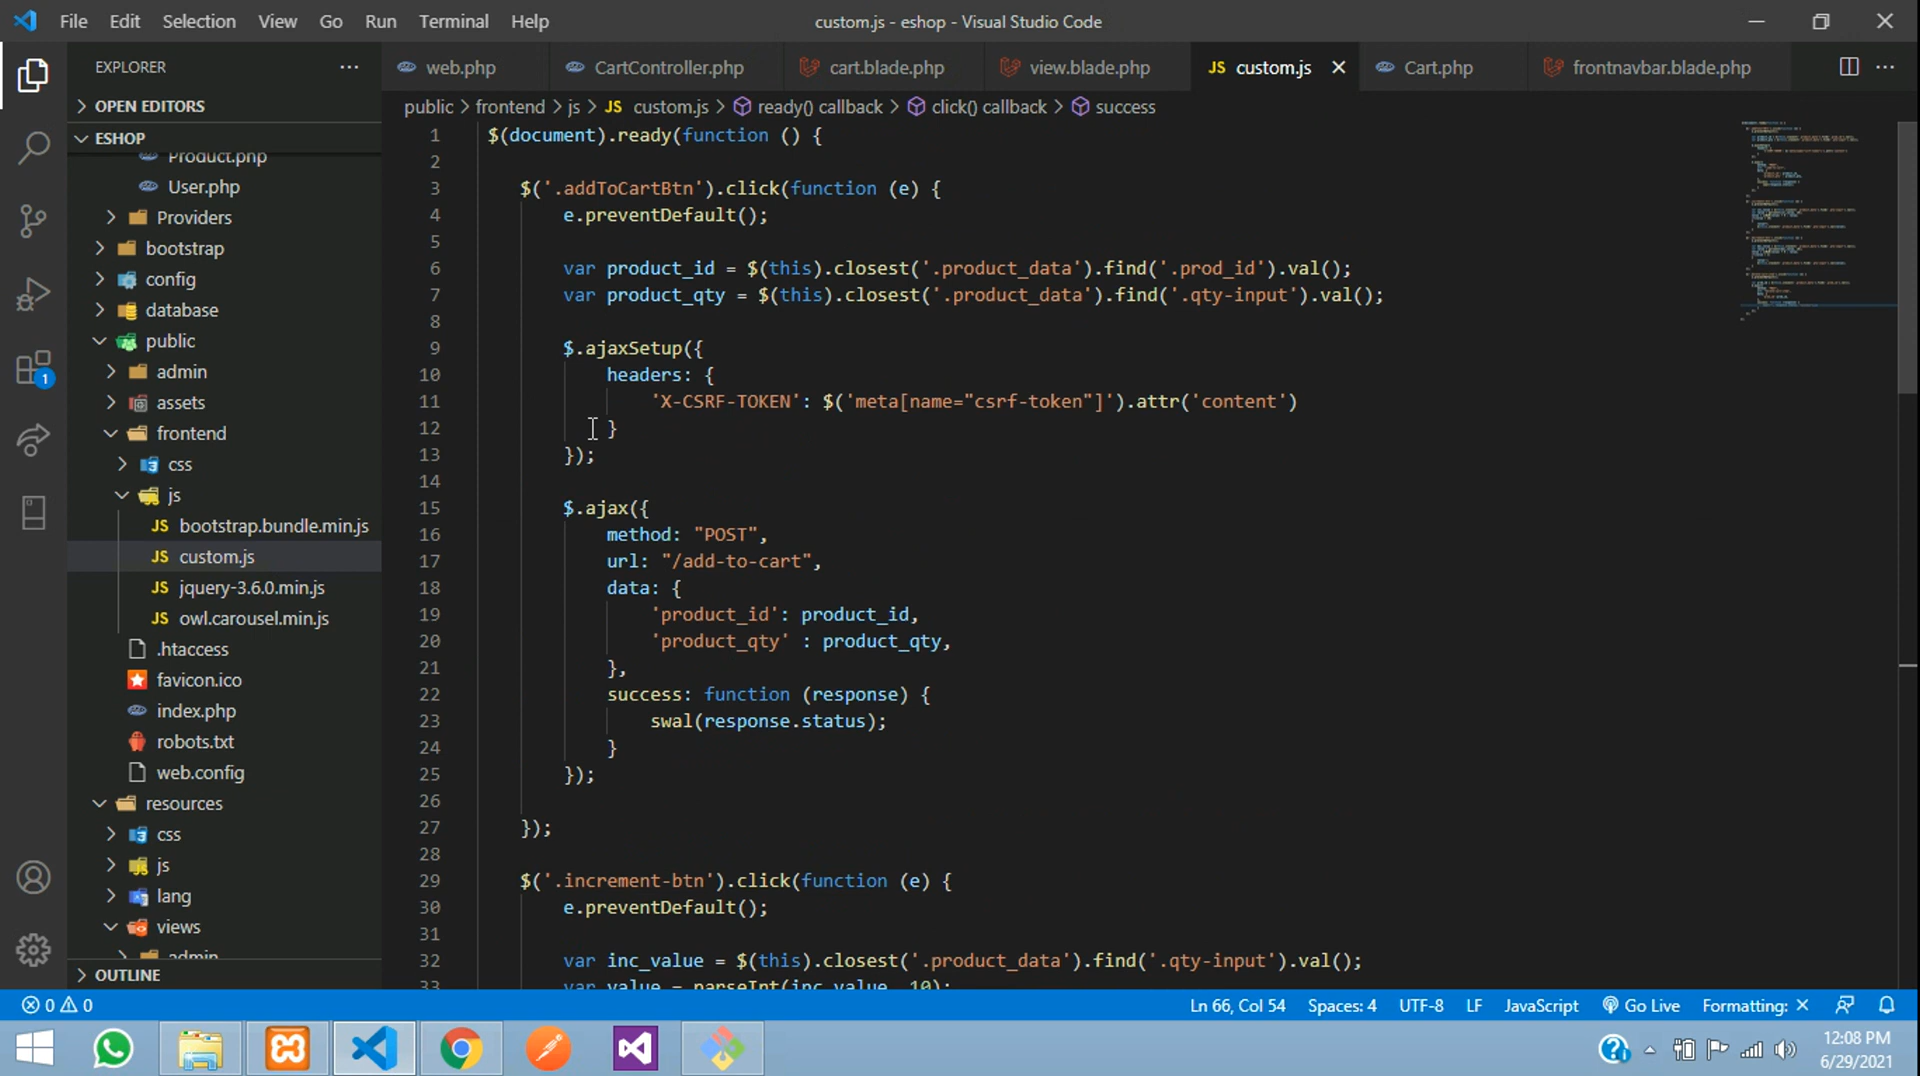 File Edit Selection View Go Run Terminal Help
custom.js - eshop - Visual Studio Code
EXPLORER
OPEN EDITORS
ESHOP
Product.php
User.php
Providers
bootstrap
config
database
public
admin
assets
frontend
css
js
JS bootstrap.bundle.min.js
JS custom.js
JS jquery-3.6.0.min.js
JS owl.carousel.min.js
.htaccess
favicon.ico
index.php
robots.txt
web.config
resources
css
js
lang
views
admin
OUTLINE
1
web.php CartController.php cart.blade.php view.blade.php JS custom.js Cart.php frontnavbar.blade.php
public > frontend > js > JS custom.js > ready() callback > click() callback > success
1 $(document).ready(function () {
2
3 $('.addToCartBtn').click(function (e) {
4 e.preventDefault();
5
6 var product_id = $(this).closest('.product_data').find('.prod_id').val();
7 var product_qty = $(this).closest('.product_data').find('.qty-input').val();
8
9 $.ajaxSetup({
10 headers: {
11 'X-CSRF-TOKEN': $('meta[name="csrf-token"]').attr('content')
12 }
13 });
14
15 $.ajax({
16 method: "POST",
17 url: "/add-to-cart",
18 data: {
19 'product_id': product_id,
20 'product_qty' : product_qty,
21 },
22 success: function (response) {
23 swal(response.status);
24 }
25 });
26
27 });
28
29 $('.increment-btn').click(function (e) {
30 e.preventDefault();
31
32 var inc_value = $(this).closest('.product_data').find('.qty-input').val();
33 var value = parseInt(inc_value, 10);
0 0 Ln 66, Col 54 Spaces: 4 UTF-8 LF JavaScript Go Live Formatting: ×
12:08 PM
6/29/2021